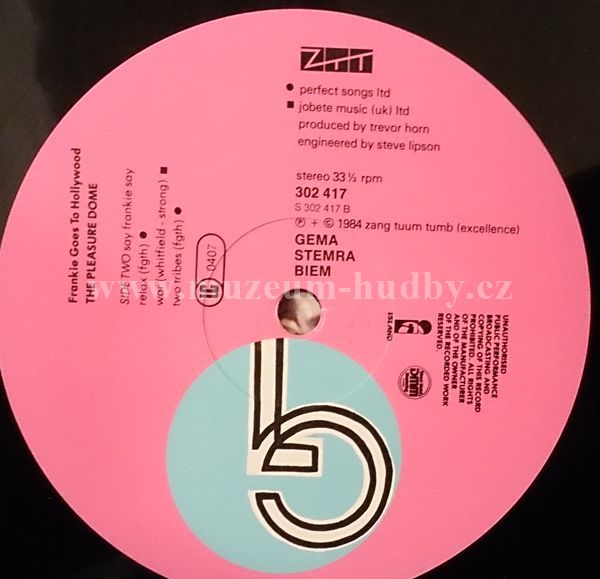 ZTT
● perfect songs ltd
■ jobete music (uk) ltd
produced by trevor horn
engineered by steve lipson
stereo 33⅓ rpm
302 417
S 302 417 B
℗ + © 1984 zang tuum tumb (excellence)
GEMA
STEMRA
BIEM
Frankie Goes To Hollywood
THE PLEASURE DOME
SIDE TWO say frankie say
relax (fgth) ●
war (whitfield - strong) ■
two tribes (fgth) ●
0407
www.muzeum-hudby.cz
ISLAND
DMM
UNAUTHORISED
PUBLIC PERFORMANCE
BROADCASTING AND
COPYING OF THIS RECORD
PROHIBITED. ALL RIGHTS
OF THE MANUFACTURER
AND OF THE OWNER
OF THE RECORDED WORK
RESERVED.